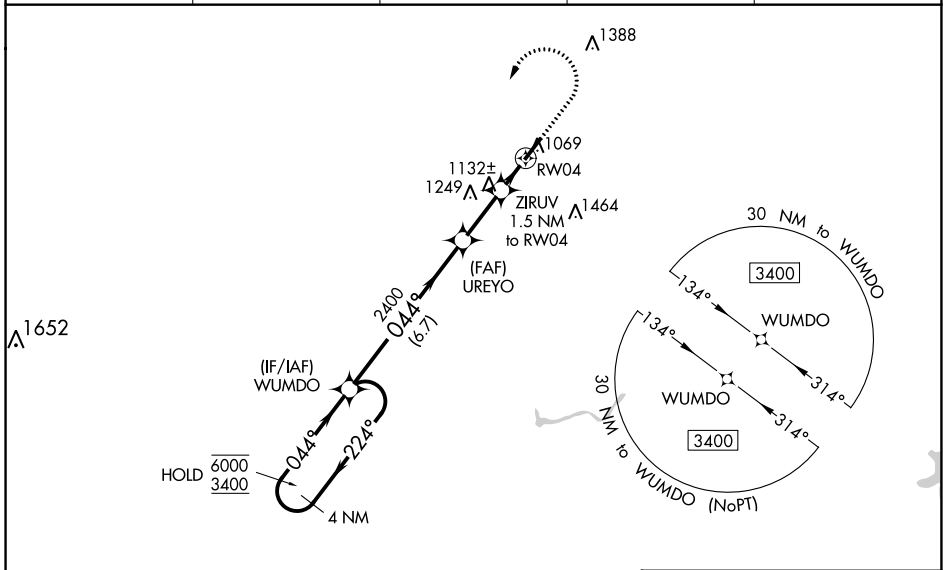 1388
1069
RW04
1132±
1249
ZIRUV
1.5 NM
to RW04
1464
(FAF)
UREYO
2400
044°
(6.7)
1652
(IF/IAF)
WUMDO
044°
224°
HOLD
6000
3400
4 NM
30 NM to WUMDO
3400
134°
WUMDO
314°
134°
WUMDO
314°
3400
30 NM to WUMDO (NoPT)